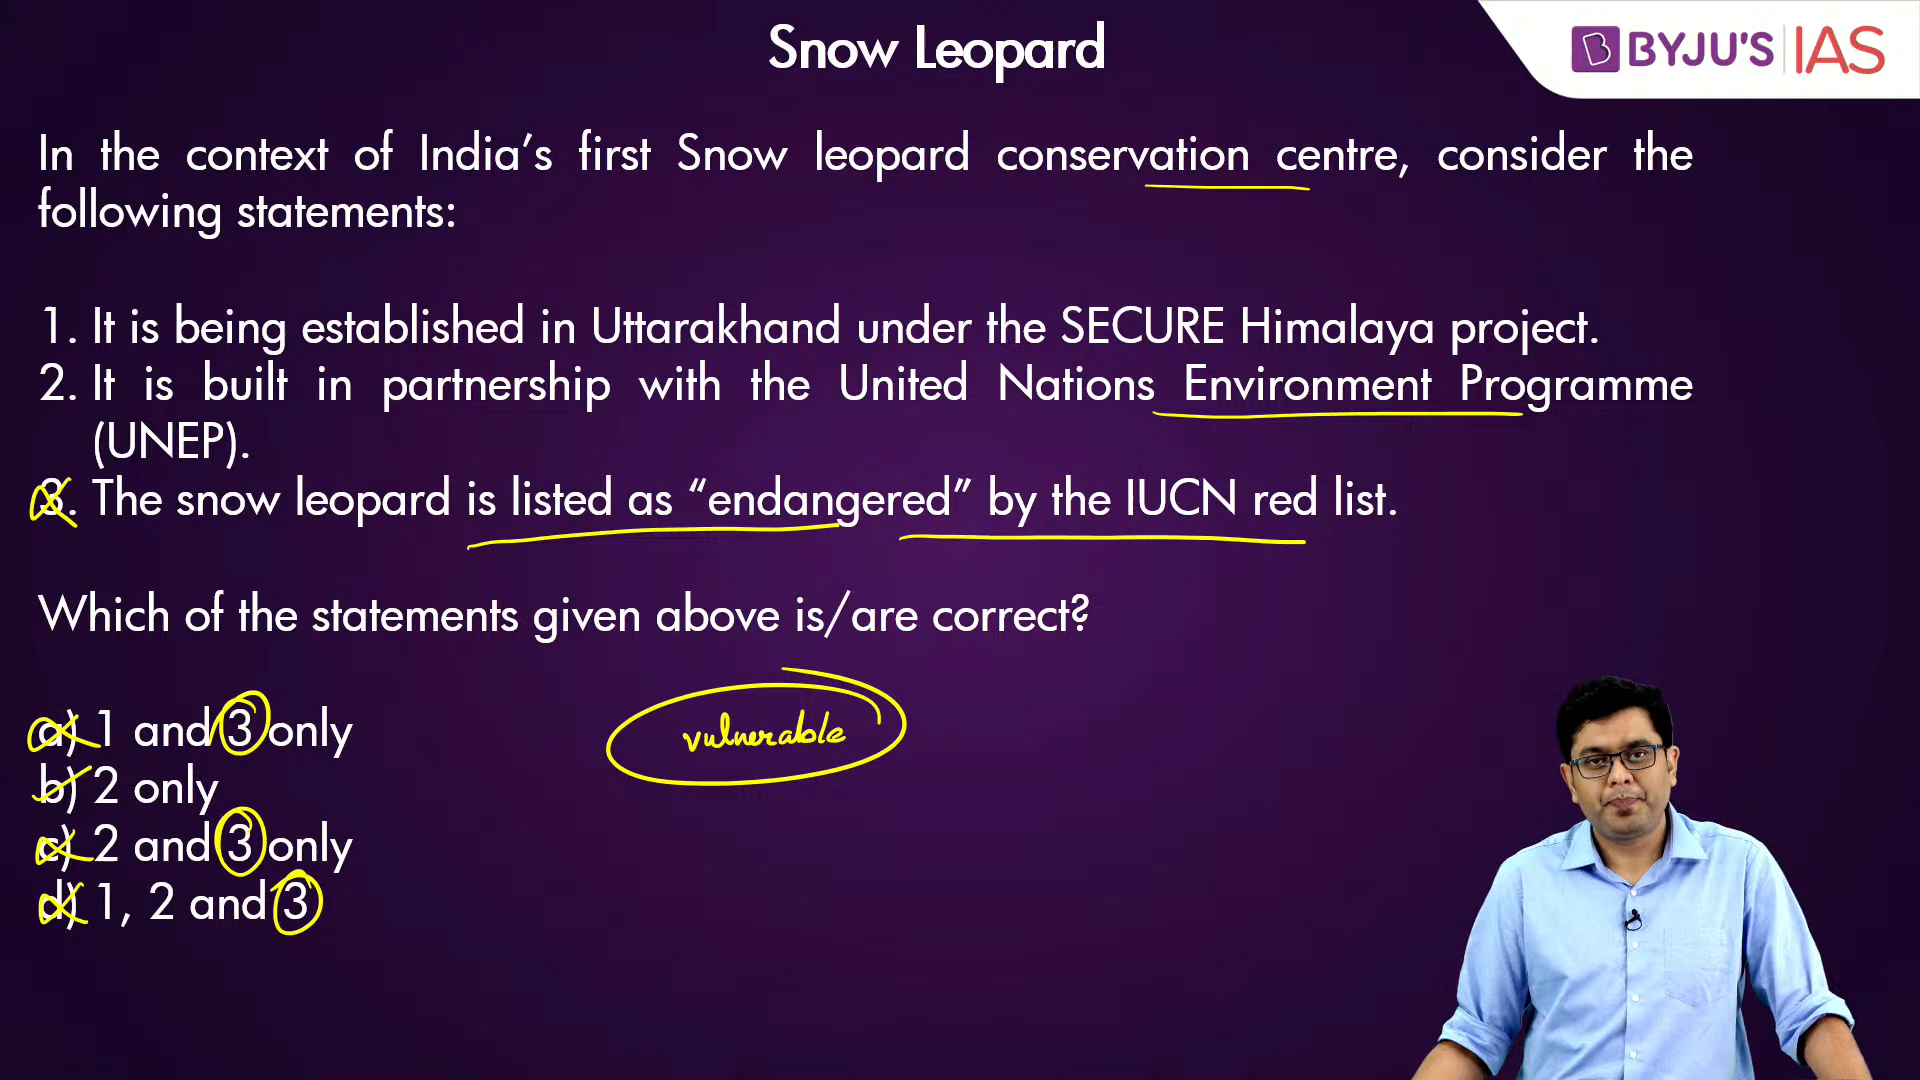 Snow Leopard
BYJU'S IAS
In the context of India's first Snow leopard conservation centre, consider the
following statements:
1. It is being established in Uttarakhand under the SECURE Himalaya project.
2. It is built in partnership with the United Nations Environment Programme
(UNEP).
3. The snow leopard is listed as “endangered” by the IUCN red list.
Which of the statements given above is/are correct?
a) 1 and 3 only
vulnerable
b) 2 only
c) 2 and 3 only
d) 1, 2 and 3